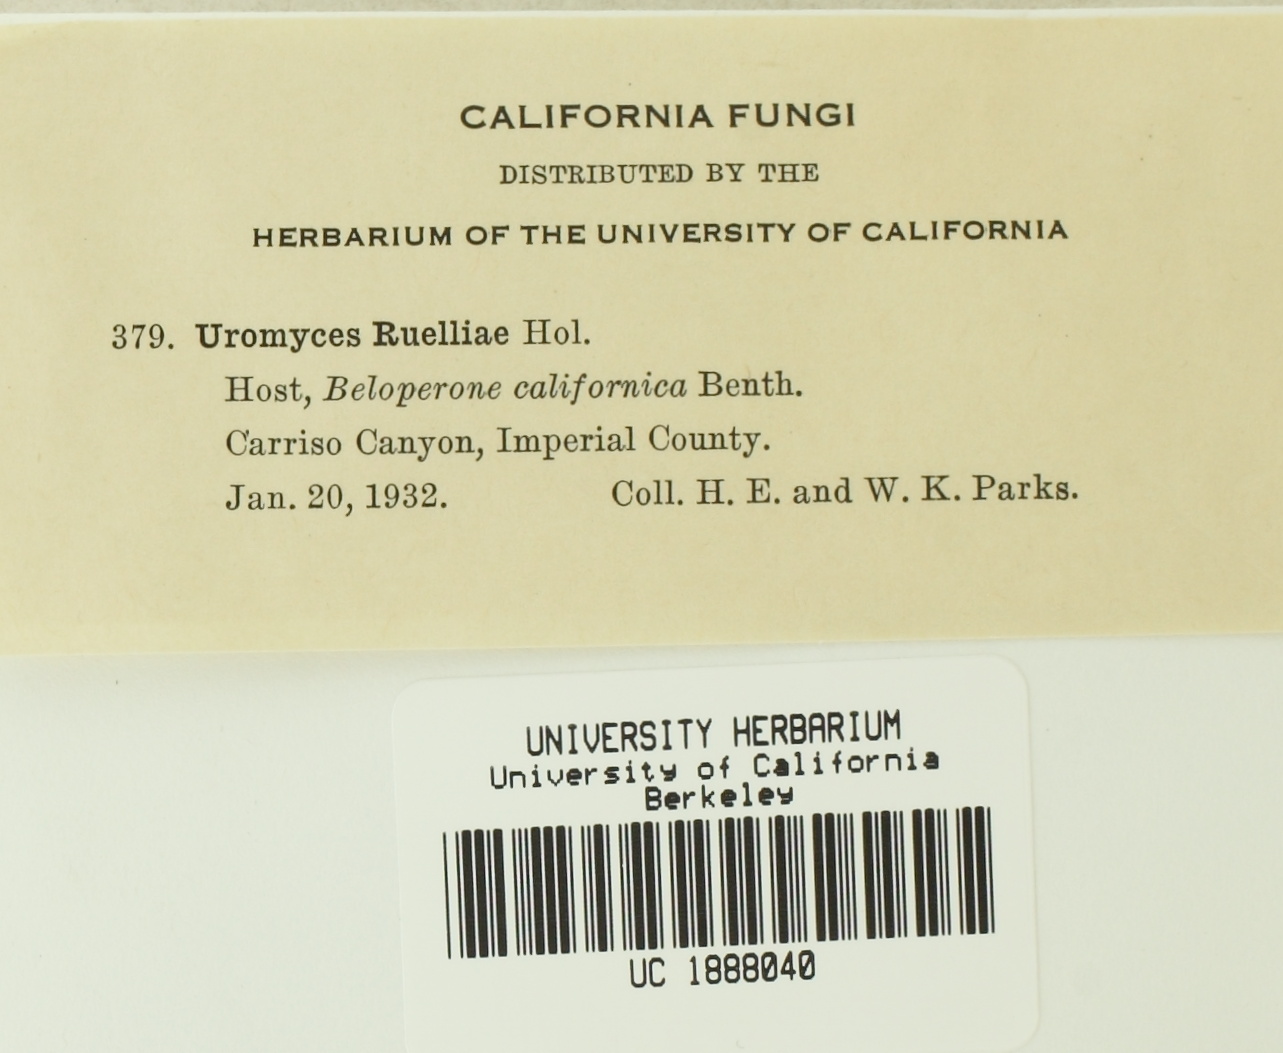 CALIFORNIA FUNGI
DISTRIBUTED BY THE
HERBARIUM OF THE UNIVERSITY OF CALIFORNIA
379. Uromyces Ruelliae Hol.
Host, Beloperone californica Benth.
Carriso Canyon, Imperial County.
Jan. 20, 1932. Coll. H. E. and W. K. Parks.
UNIVERSITY HERBARIUM
University of California
Berkeley
UC 1888040